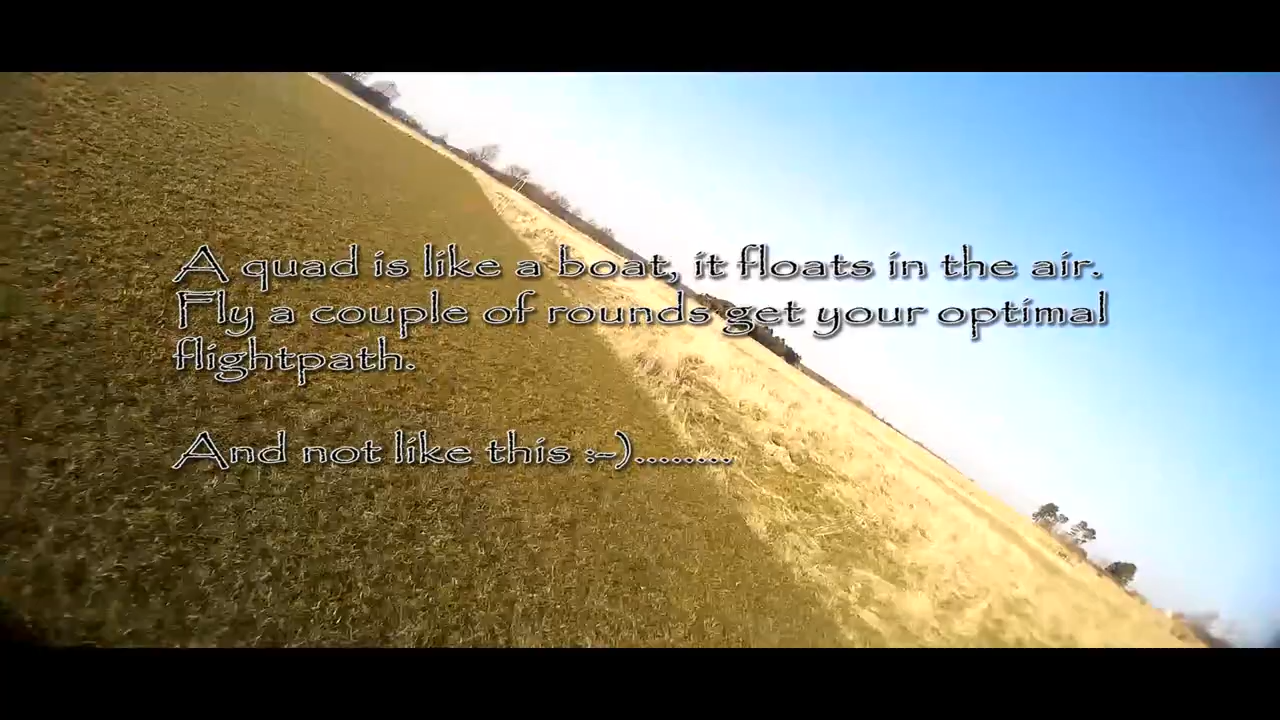 A quad is like a boat, it floats in the air.
Fly a couple of rounds get your optimal
flightpath.
And not like this :-)........